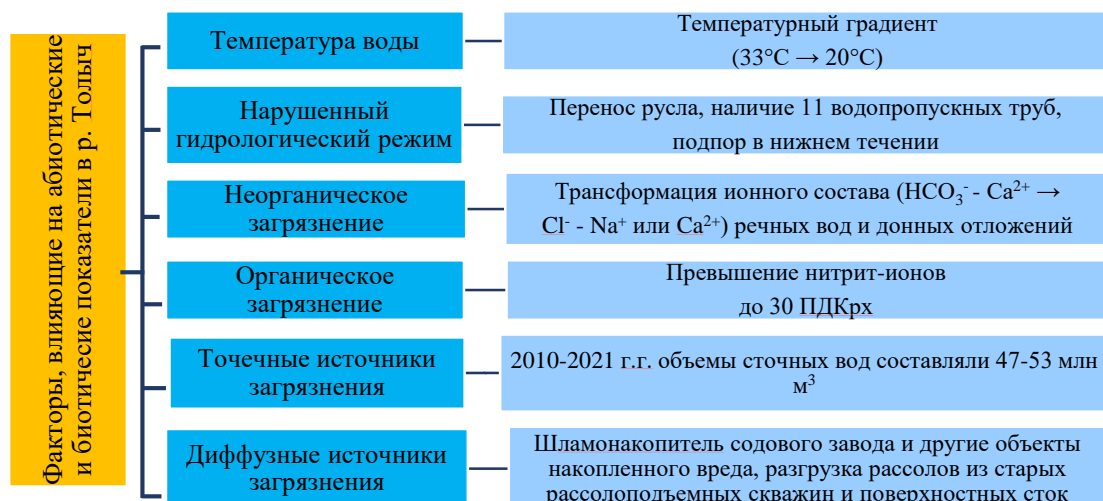 Факторы, влияющие на абиотические
и биотичесие показатели в р. Толыч
Температура воды
Температурный градиент
(33°C → 20°C)
Нарушенный
гидрологический режим
Перенос русла, наличие 11 водопропускных труб,
подпор в нижнем течении
Неорганическое
загрязнение
Трансформация ионного состава (HCO₃⁻ - Ca²⁺ →
Cl⁻ - Na⁺ или Ca²⁺) речных вод и донных отложений
Органическое
загрязнение
Превышение нитрит-ионов
до 30 ПДКрх
Точечные источники
загрязнения
2010-2021 г.г. объемы сточных вод составляли 47-53 млн
м³
Диффузные источники
загрязнения
Шламонакопитель содового завода и другие объекты
накопленного вреда, разгрузка рассолов из старых
рассолоподъемных скважин и поверхностных сток